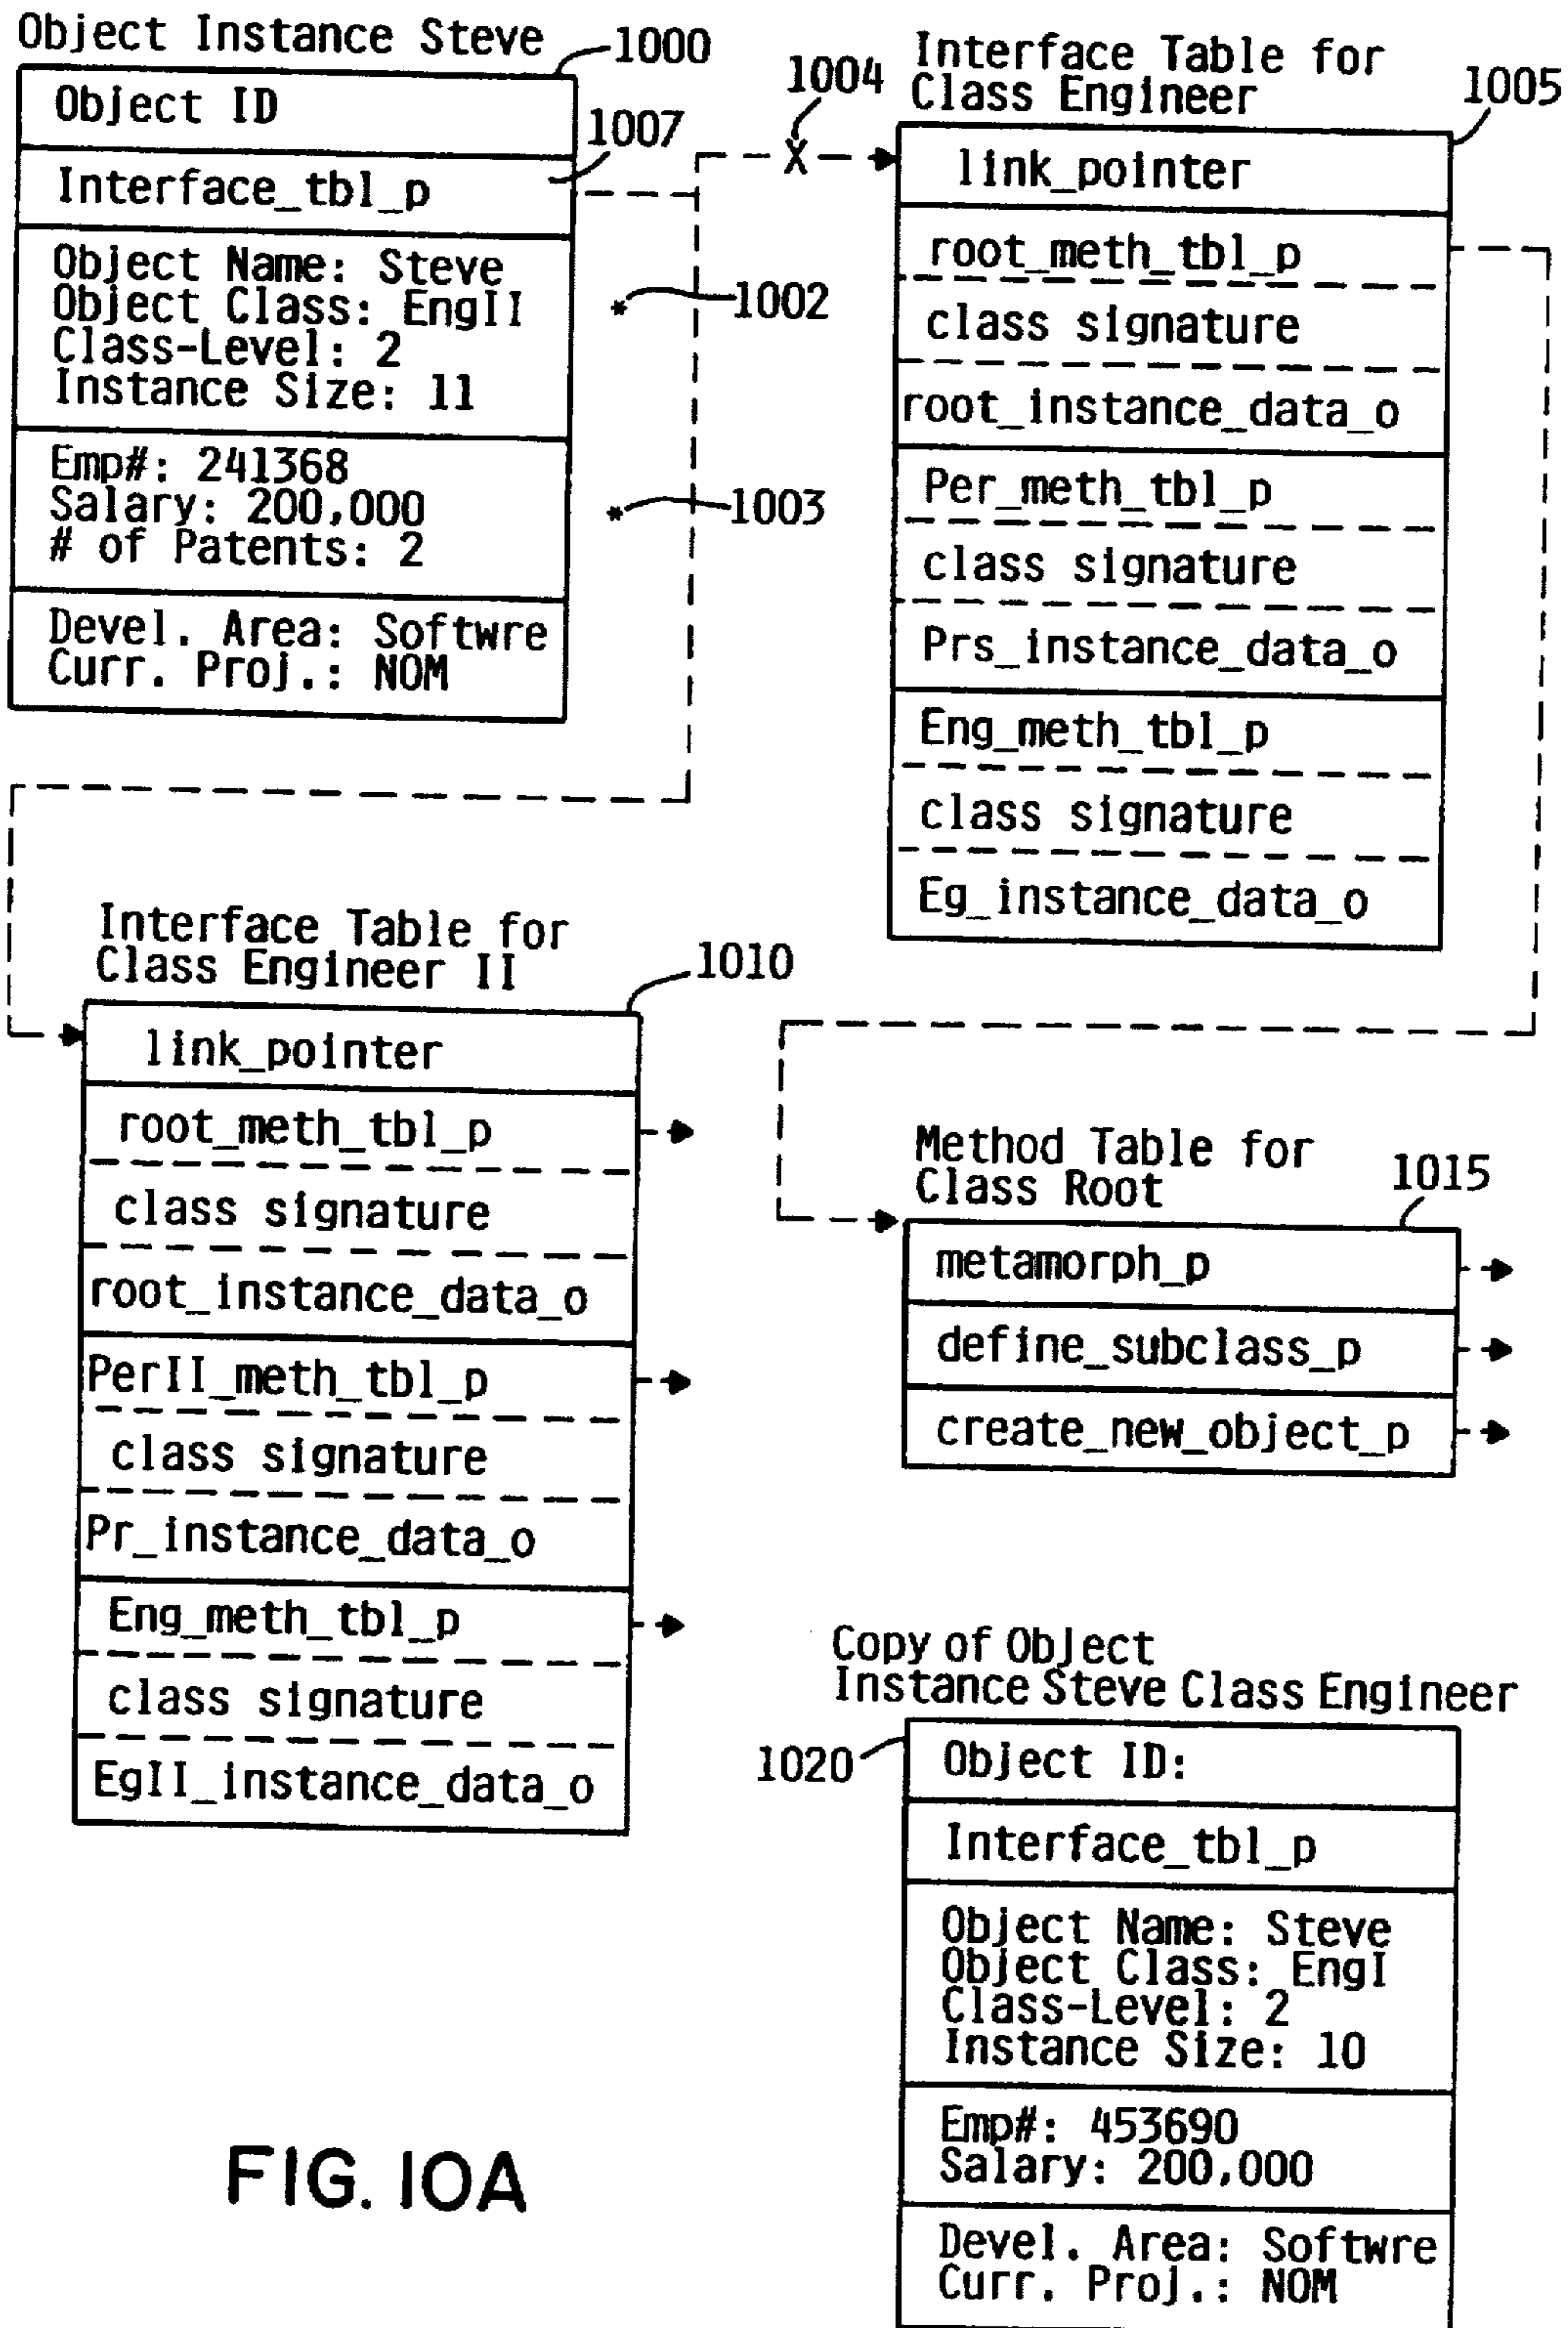 Object Instance Steve
1000
Object ID
1007
Interface_tbl_p
Object Name: Steve
Object Class: EngII
* 1002
Class-Level: 2
Instance Size: 11
Emp#: 241368
Salary: 200,000
* 1003
# of Patents: 2
Devel. Area: Softwre
Curr. Proj.: NOM
1004
X
Interface Table for
Class Engineer
1005
link_pointer
root_meth_tbl_p
class signature
root_instance_data_o
Per_meth_tbl_p
class signature
Prs_instance_data_o
Eng_meth_tbl_p
class signature
Eg_instance_data_o
Interface Table for
Class Engineer II
1010
link_pointer
root_meth_tbl_p
class signature
root_instance_data_o
PerII_meth_tbl_p
class signature
Pr_instance_data_o
Eng_meth_tbl_p
class signature
EgII_instance_data_o
Method Table for
Class Root
1015
metamorph_p
define_subclass_p
create_new_object_p
Copy of Object
Instance Steve Class Engineer
1020
Object ID:
Interface_tbl_p
Object Name: Steve
Object Class: EngI
Class-Level: 2
Instance Size: 10
Emp#: 453690
Salary: 200,000
Devel. Area: Softwre
Curr. Proj.: NOM
FIG. 10A